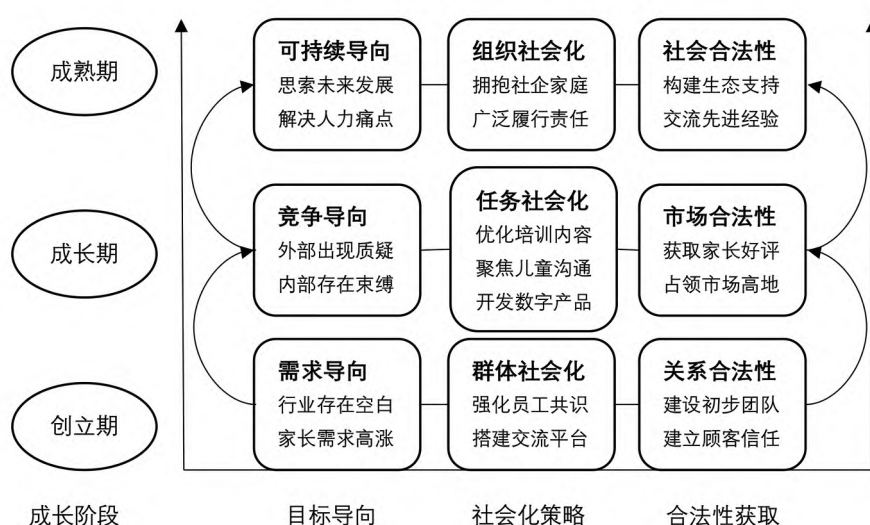 成熟期
可持续导向
思索未来发展
解决人力痛点
组织社会化
拥抱社企家庭
广泛履行责任
社会合法性
构建生态支持
交流先进经验
成长期
竞争导向
外部出现质疑
内部存在束缚
任务社会化
优化培训内容
聚焦儿童沟通
开发数字产品
市场合法性
获取家长好评
占领市场高地
创立期
需求导向
行业存在空白
家长需求高涨
群体社会化
强化员工共识
搭建交流平台
关系合法性
建设初步团队
建立顾客信任
成长阶段
目标导向
社会化策略
合法性获取